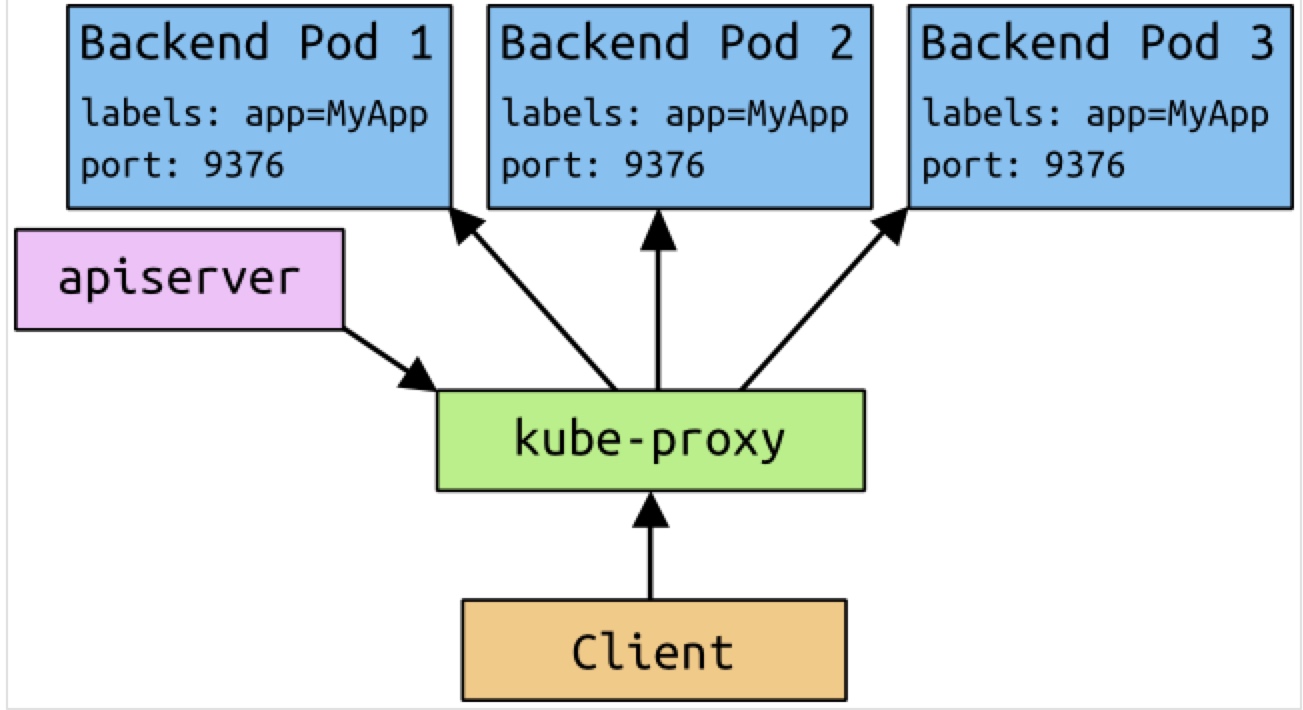 Backend Pod 1
labels: app=MyApp
port: 9376
Backend Pod 2
labels: app=MyApp
port: 9376
Backend Pod 3
labels: app=MyApp
port: 9376
apiserver
kube-proxy
Client